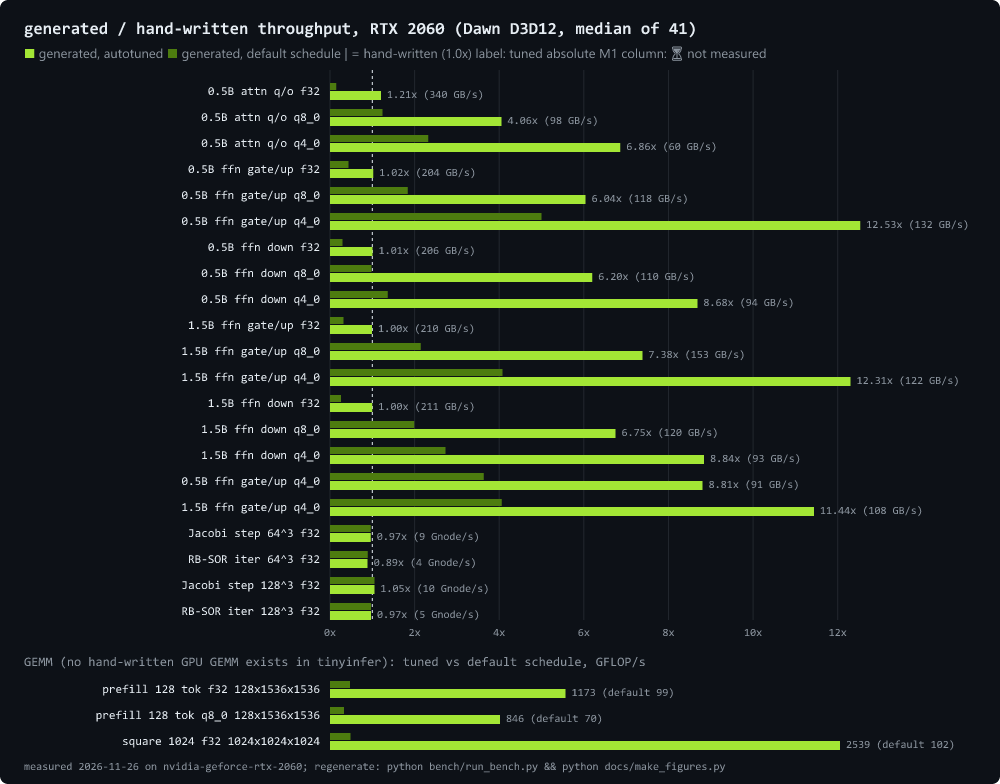 generated / hand-written throughput, RTX 2060 (Dawn D3D12, median of 41)
generated, autotuned generated, default schedule | = hand-written (1.0x) label: tuned absolute M1 column: ⏳ not measured
0.5B attn q/o f32 1.21x (340 GB/s)
0.5B attn q/o q8_0 4.06x (98 GB/s)
0.5B attn q/o q4_0 6.86x (60 GB/s)
0.5B ffn gate/up f32 1.02x (204 GB/s)
0.5B ffn gate/up q8_0 6.04x (118 GB/s)
0.5B ffn gate/up q4_0 12.53x (132 GB/s)
0.5B ffn down f32 1.01x (206 GB/s)
0.5B ffn down q8_0 6.20x (110 GB/s)
0.5B ffn down q4_0 8.68x (94 GB/s)
1.5B ffn gate/up f32 1.00x (210 GB/s)
1.5B ffn gate/up q8_0 7.38x (153 GB/s)
1.5B ffn gate/up q4_0 12.31x (122 GB/s)
1.5B ffn down f32 1.00x (211 GB/s)
1.5B ffn down q8_0 6.75x (120 GB/s)
1.5B ffn down q4_0 8.84x (93 GB/s)
0.5B ffn gate/up q4_0 8.81x (91 GB/s)
1.5B ffn gate/up q4_0 11.44x (108 GB/s)
Jacobi step 64^3 f32 0.97x (9 Gnode/s)
RB-SOR iter 64^3 f32 0.89x (4 Gnode/s)
Jacobi step 128^3 f32 1.05x (10 Gnode/s)
RB-SOR iter 128^3 f32 0.97x (5 Gnode/s)
0x 2x 4x 6x 8x 10x 12x
GEMM (no hand-written GPU GEMM exists in tinyinfer): tuned vs default schedule, GFLOP/s
prefill 128 tok f32 128x1536x1536 1173 (default 99)
prefill 128 tok q8_0 128x1536x1536 846 (default 70)
square 1024 f32 1024x1024x1024 2539 (default 102)
measured 2026-11-26 on nvidia-geforce-rtx-2060; regenerate: python bench/run_bench.py && python docs/make_figures.py